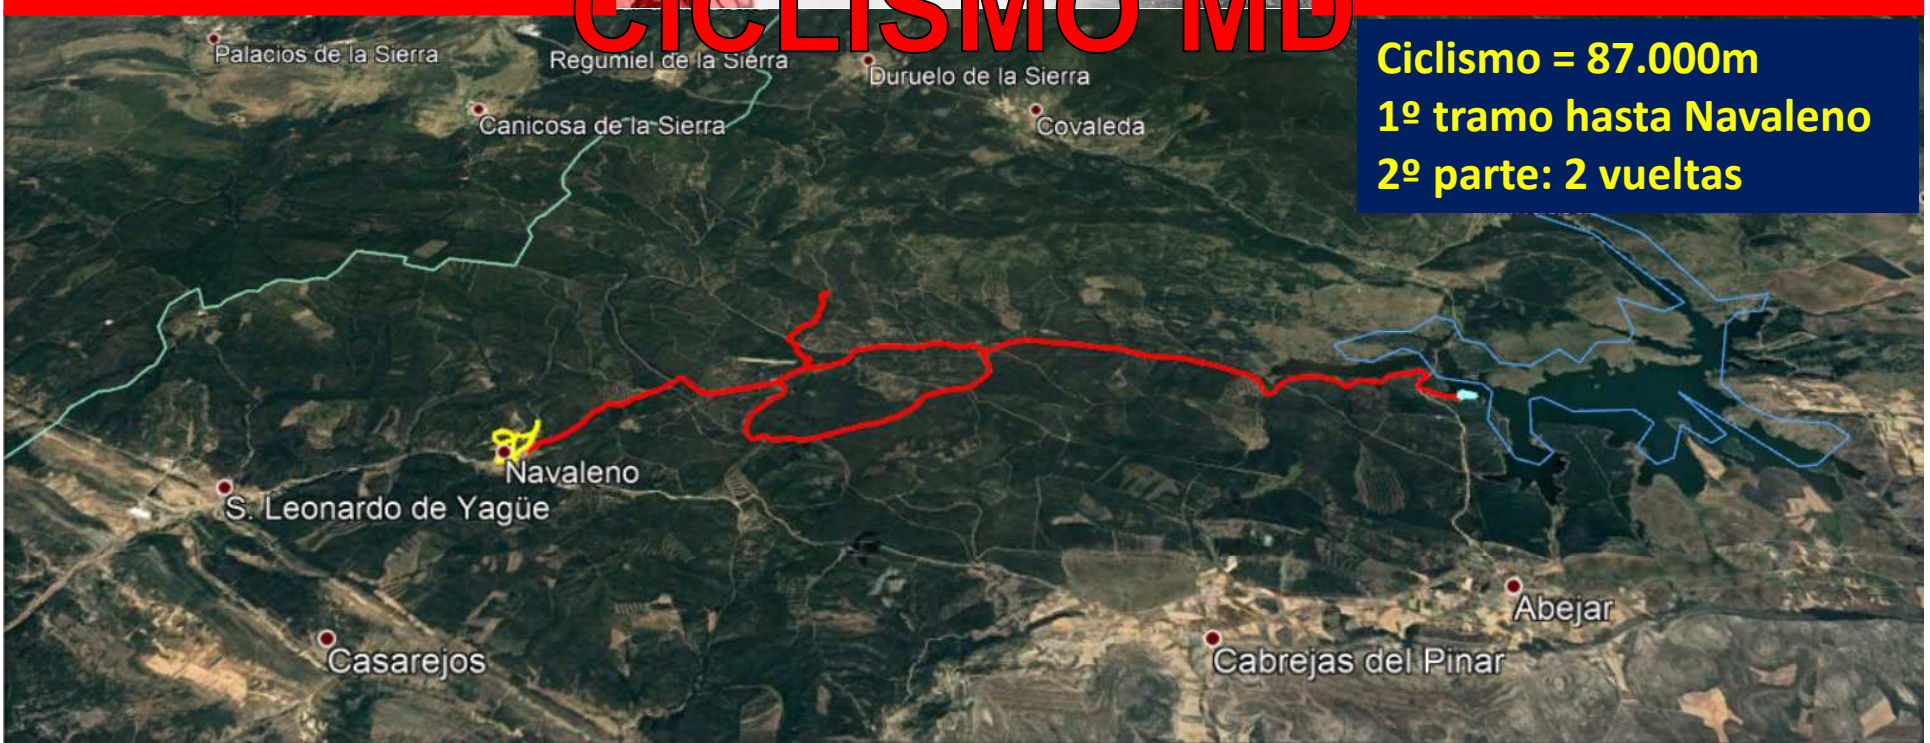 CICLISMO MD
Ciclismo = 87.000m
1º tramo hasta Navaleno
2º parte: 2 vueltas
Palacios de la Sierra
Regumiel de la Sierra
Duruelo de la Sierra
Canicosa de la Sierra
Covaleda
Navaleno
S. Leonardo de Yagüe
Abejar
Casarejos
Cabrejas del Pinar